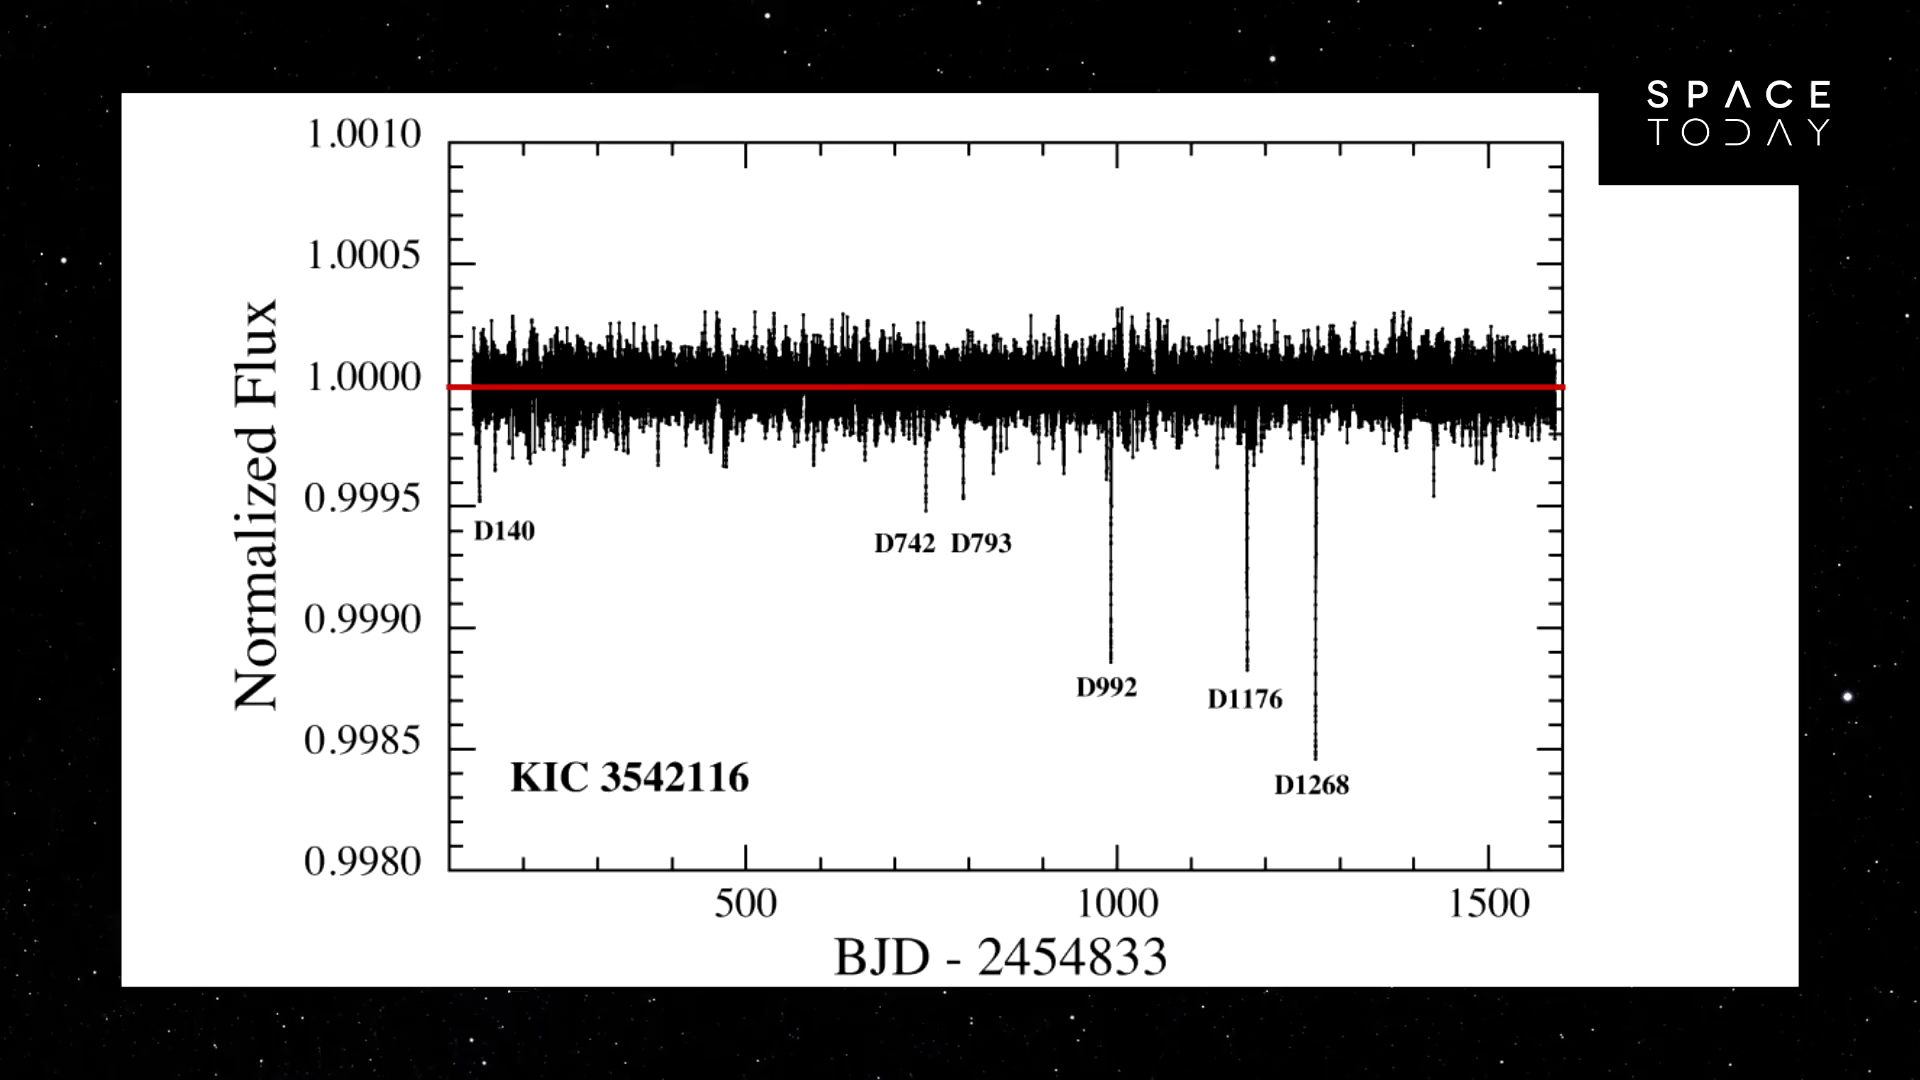 SPACE
TODAY
1.0010
1.0005
1.0000
0.9995
0.9990
0.9985
0.9980
Normalized Flux
D140
D742 D793
D992
D1176
D1268
KIC 3542116
500 1000 1500
BJD - 2454833